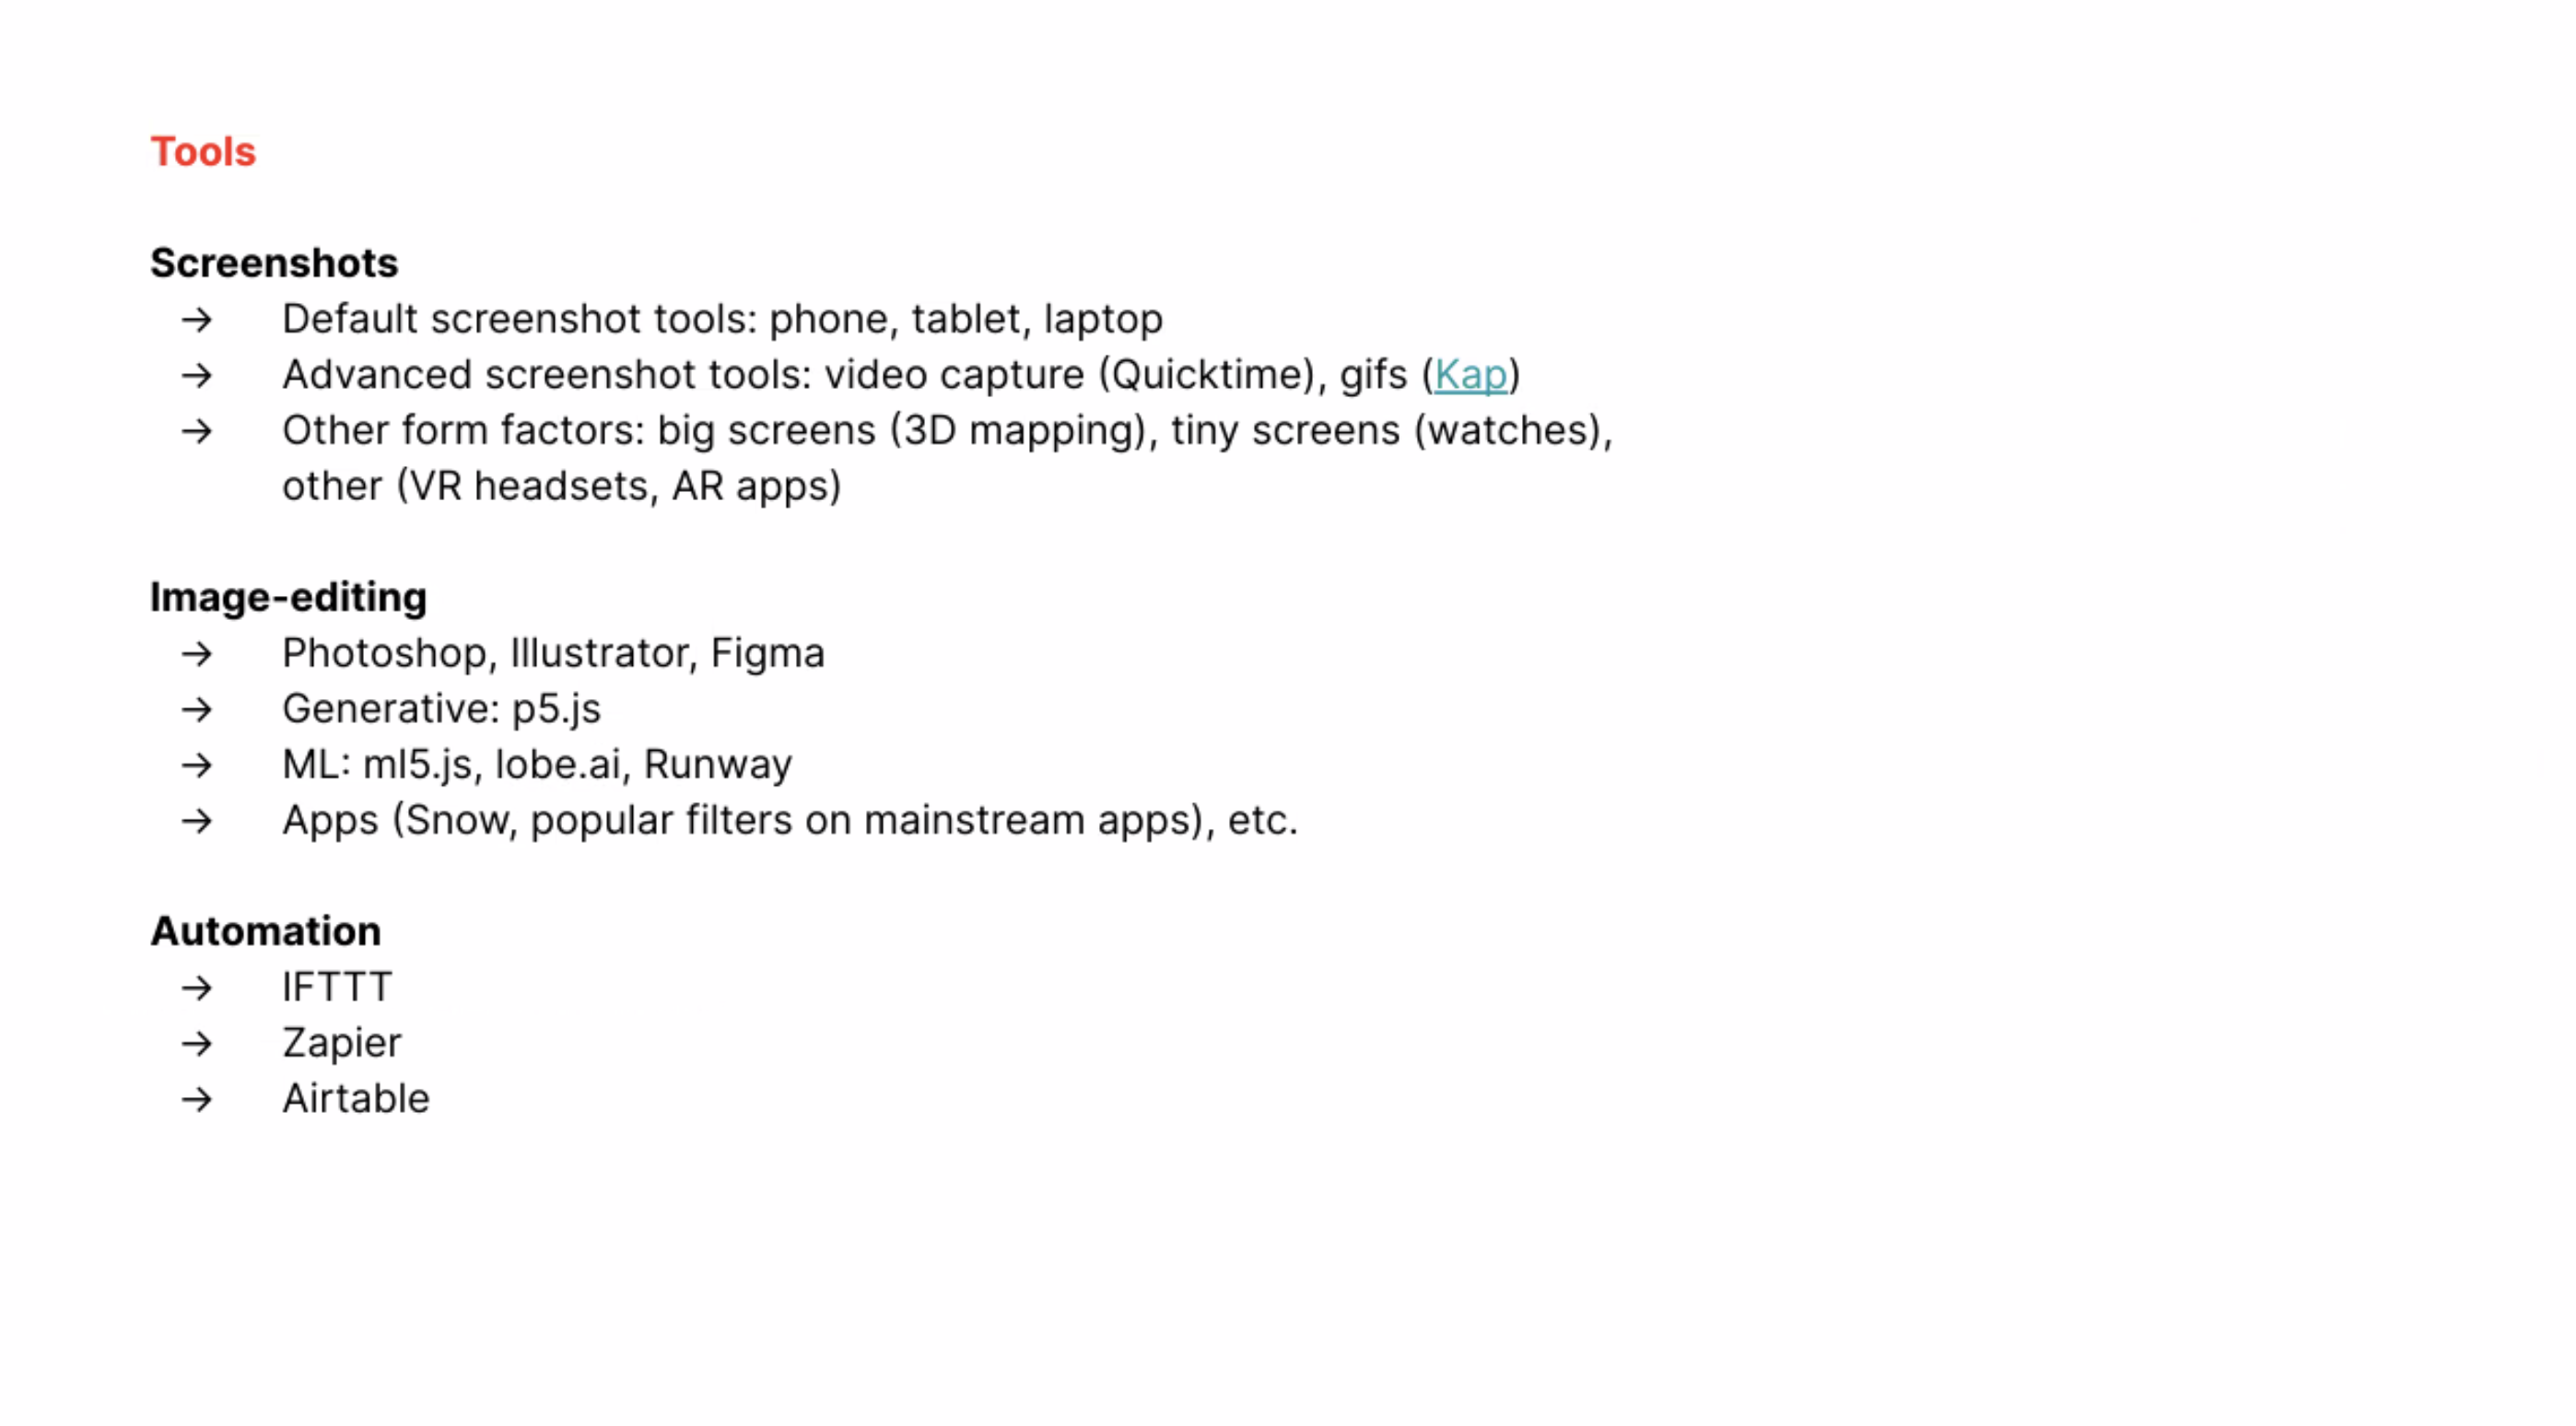 Tools
Screenshots
→ Default screenshot tools: phone, tablet, laptop
→ Advanced screenshot tools: video capture (Quicktime), gifs (Kap)
→ Other form factors: big screens (3D mapping), tiny screens (watches),
other (VR headsets, AR apps)
Image-editing
→ Photoshop, Illustrator, Figma
→ Generative: p5.js
→ ML: ml5.js, lobe.ai, Runway
→ Apps (Snow, popular filters on mainstream apps), etc.
Automation
→ IFTTT
→ Zapier
→ Airtable